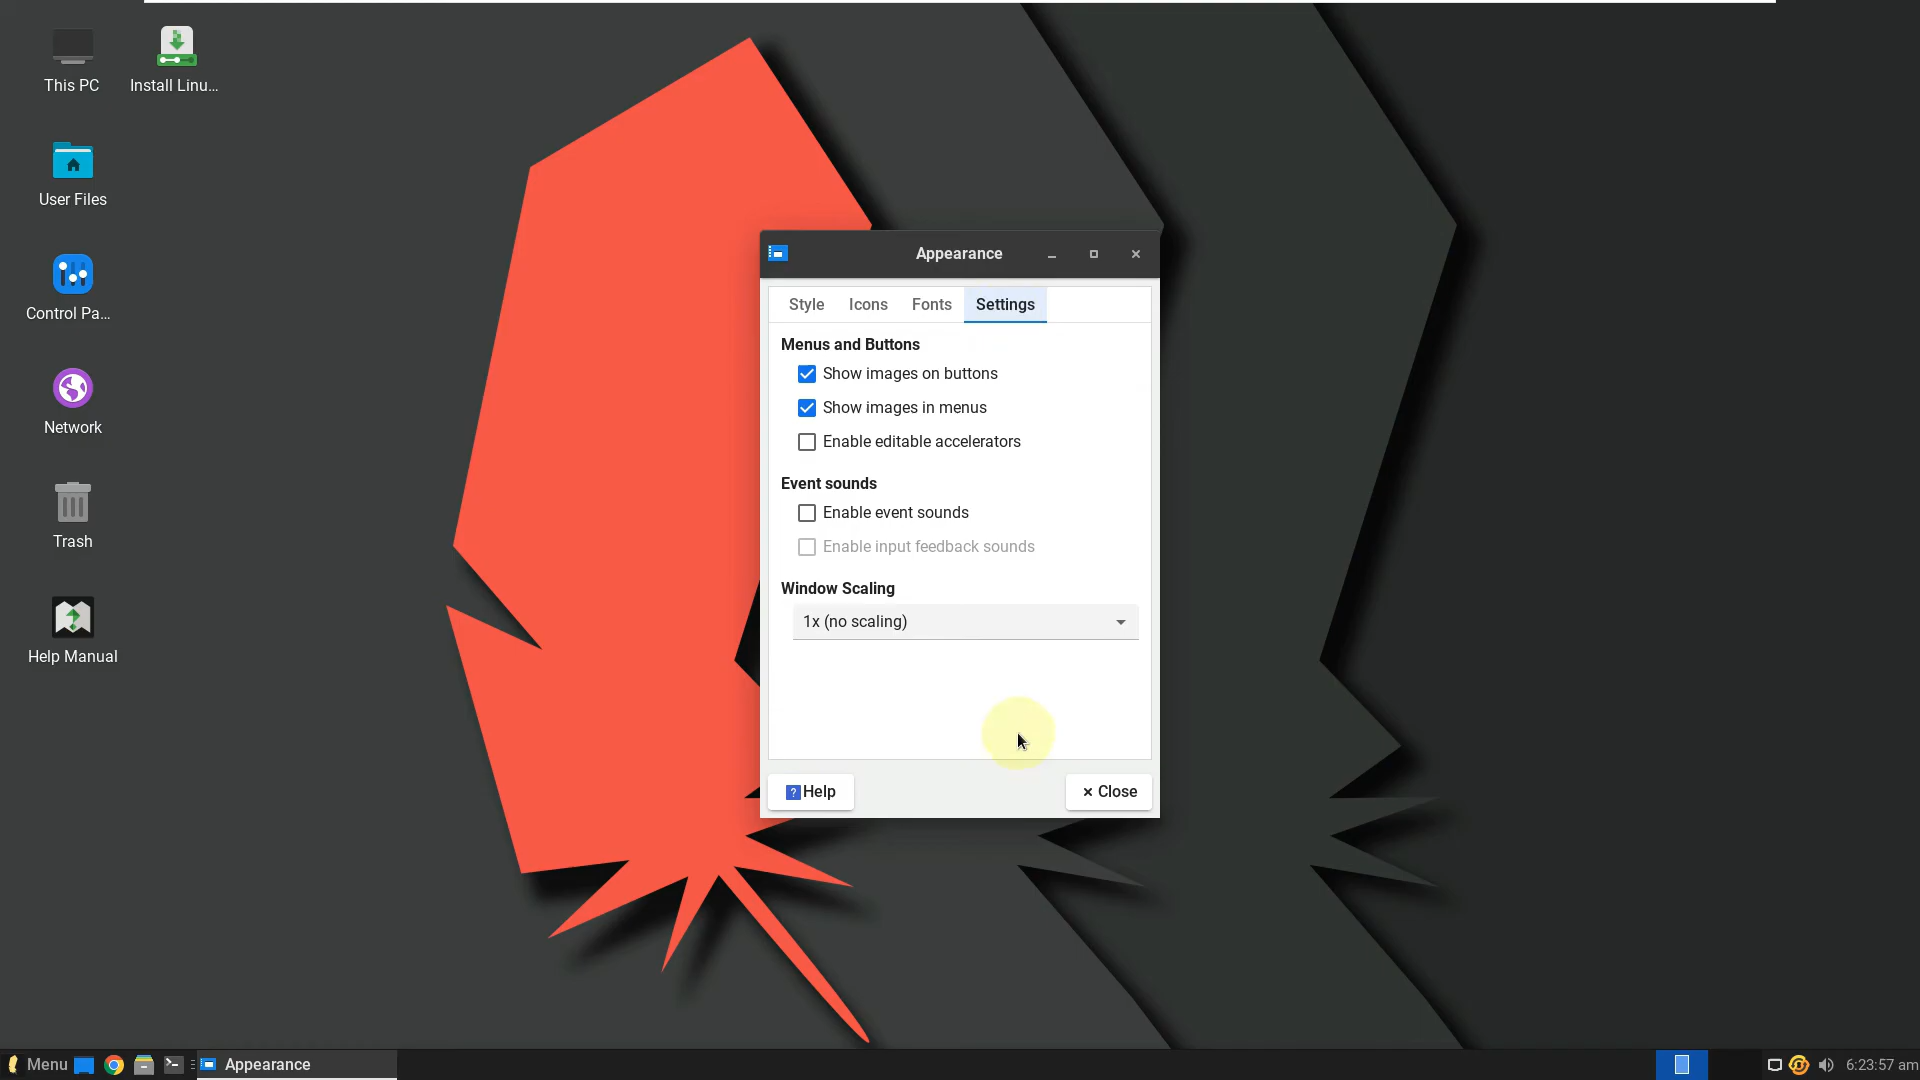 This PC
Install Linu...
User Files
Control Pa...
Network
Trash
Help Manual
Appearance
Style Icons Fonts Settings
Menus and Buttons
Show images on buttons
Show images in menus
Enable editable accelerators
Event sounds
Enable event sounds
Enable input feedback sounds
Window Scaling
1x (no scaling)
? Help
× Close
Menu
Appearance
6:23:57 am